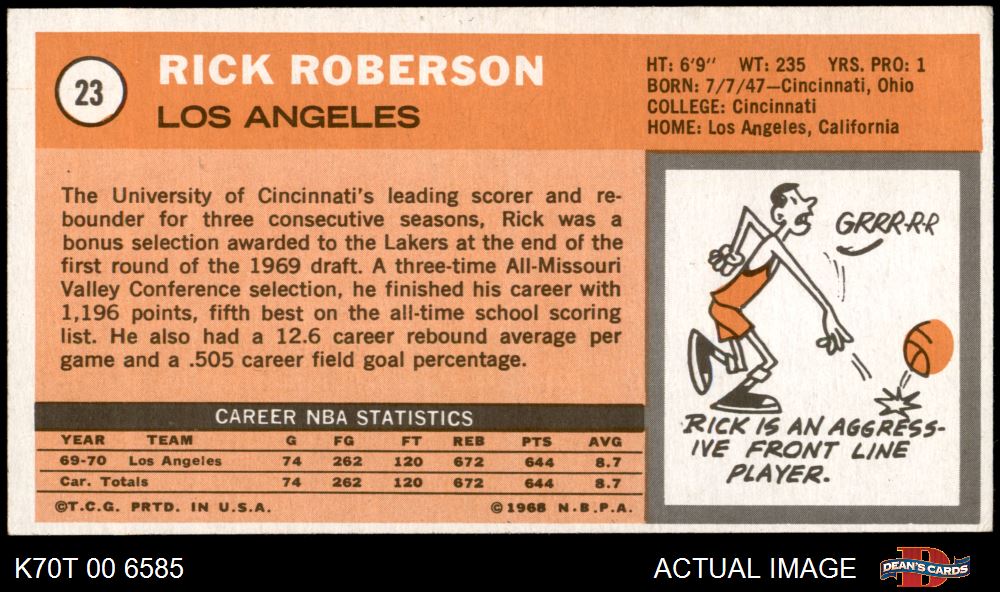 23
RICK ROBERSON
LOS ANGELES
HT: 6'9" WT: 235 YRS. PRO: 1
BORN: 7/7/47—Cincinnati, Ohio
COLLEGE: Cincinnati
HOME: Los Angeles, California
The University of Cincinnati's leading scorer and re-
bounder for three consecutive seasons, Rick was a
bonus selection awarded to the Lakers at the end of the
first round of the 1969 draft. A three-time All-Missouri
Valley Conference selection, he finished his career with
1,196 points, fifth best on the all-time school scoring
list. He also had a 12.6 career rebound average per
game and a .505 career field goal percentage.
GRRR-R-R
RICK IS AN AGGRESS-
IVE FRONT LINE
PLAYER.
CAREER NBA STATISTICS
YEAR TEAM G FG FT REB PTS AVG
69-70 Los Angeles 74 262 120 672 644 8.7
Car. Totals 74 262 120 672 644 8.7
©T.C.G. PRTD. IN U.S.A. ©1968 N.B.P.A.
K70T 00 6585 ACTUAL IMAGE D DEAN'S CARDS